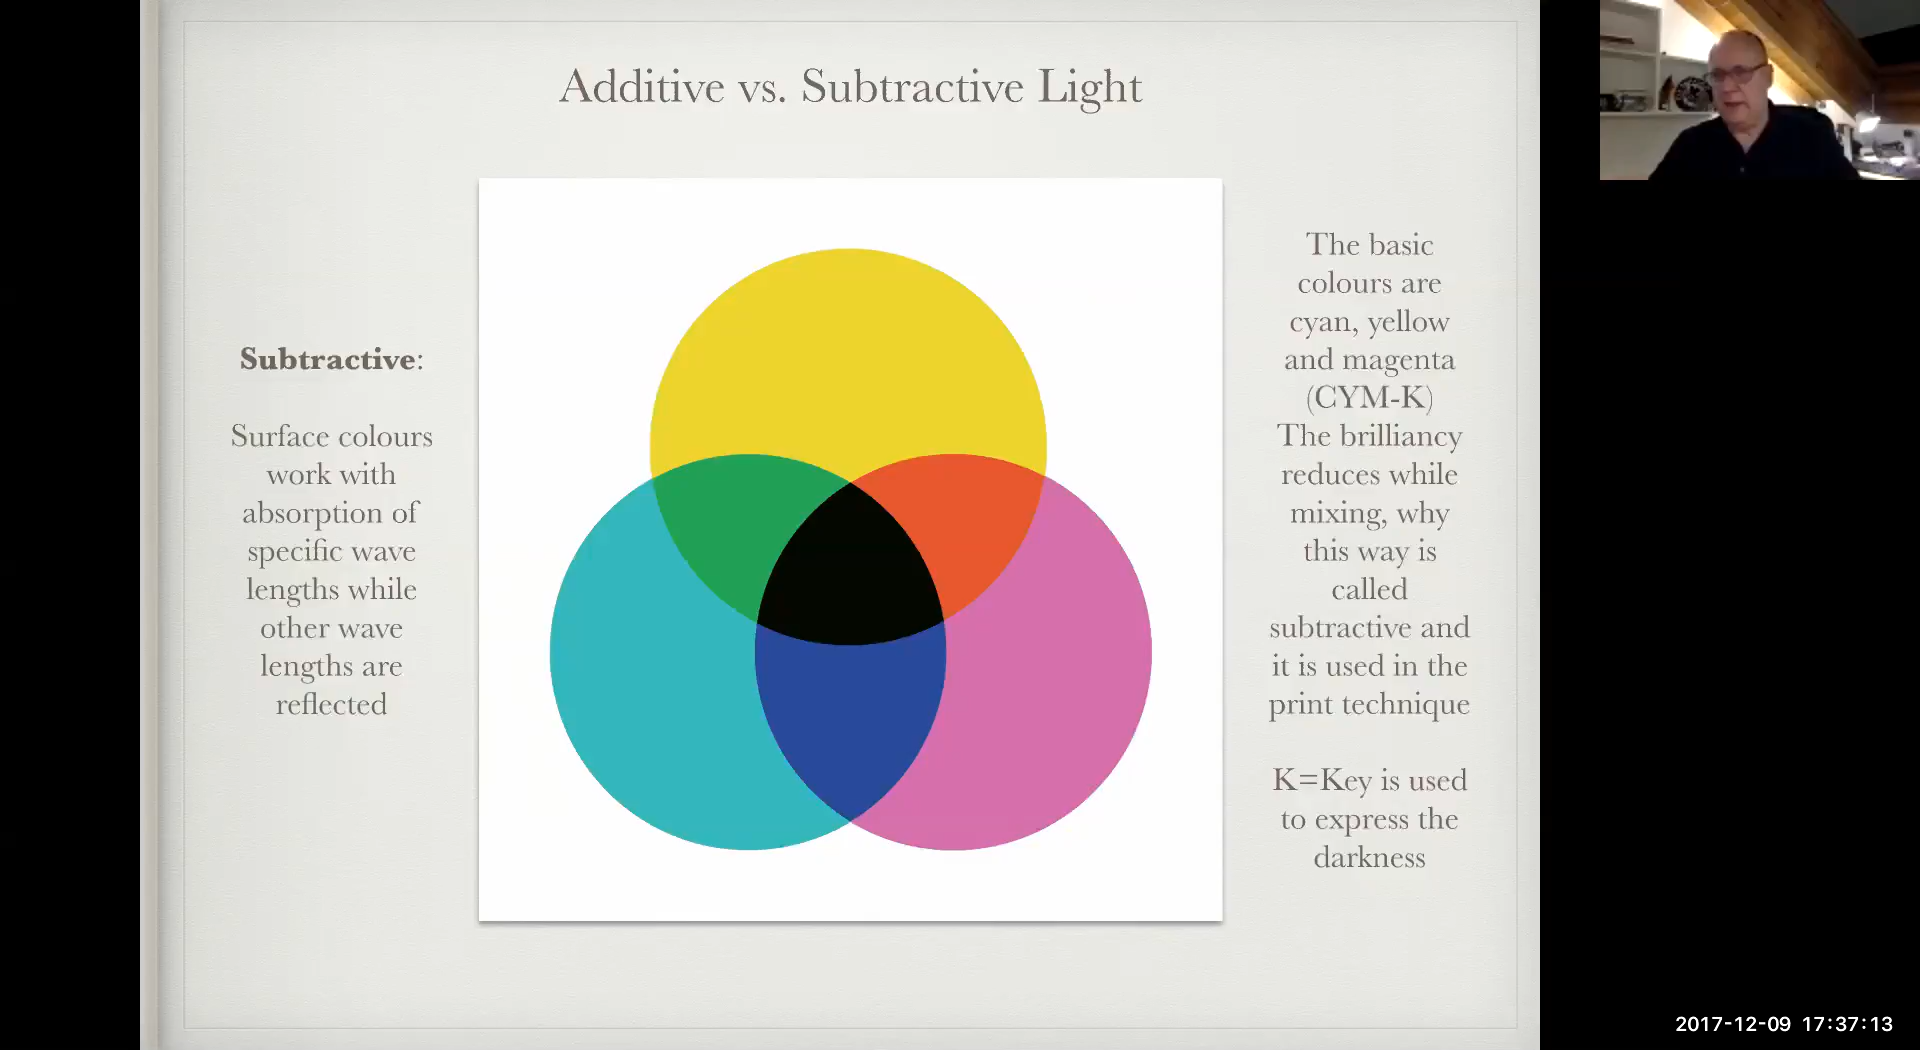 Additive vs. Subtractive Light
Subtractive:
Surface colours
work with
absorption of
specific wave
lengths while
other wave
lengths are
reflected
The basic
colours are
cyan, yellow
and magenta
(CYM-K)
The brilliancy
reduces while
mixing, why
this way is
called
subtractive and
it is used in the
print technique
K=Key is used
to express the
darkness
2017-12-09 17:37:13